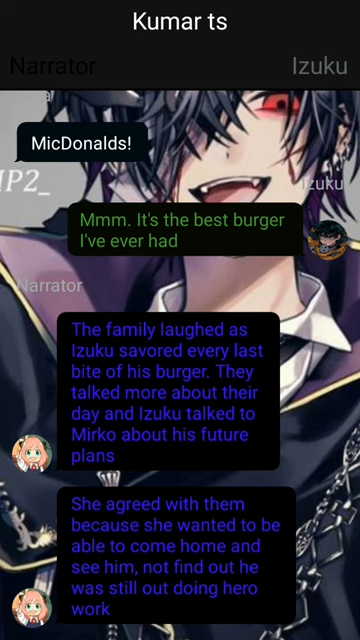 Kumar ts
Narrator
Izuku
MicDonalds!
IP2_
Izuku
Mmm. It's the best burger
I've ever had
Narrator
The family laughed as
Izuku savored every last
bite of his burger. They
talked more about their
day and Izuku talked to
Mirko about his future
plans
She agreed with them
because she wanted to be
able to come home and
see him, not find out he
was still out doing hero
work